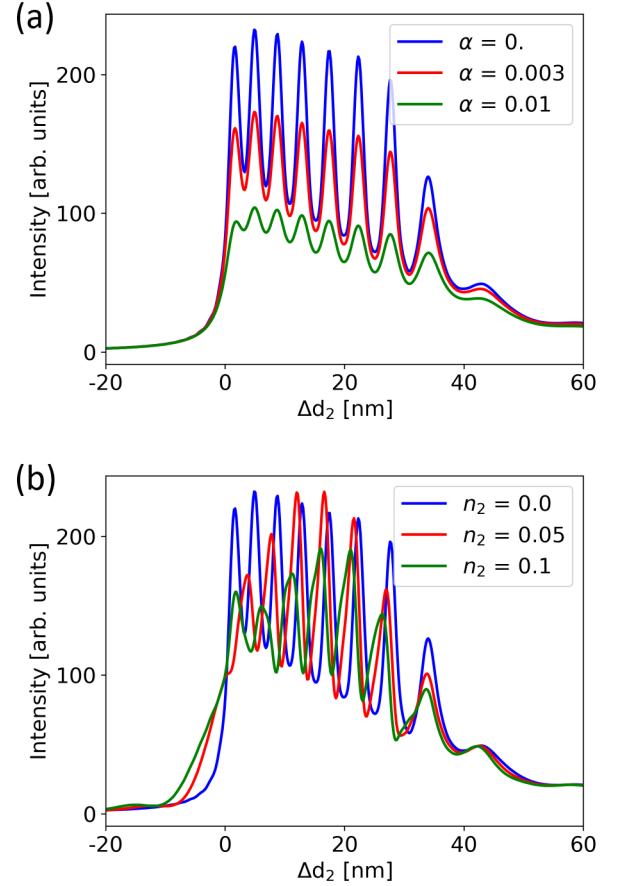 (a)
Intensity [arb. units]
200
100
0
α = 0.
α = 0.003
α = 0.01
-20
0
20
40
60
Δd₂ [nm]
(b)
Intensity [arb. units]
200
100
0
n₂ = 0.0
n₂ = 0.05
n₂ = 0.1
-20
0
20
40
60
Δd₂ [nm]